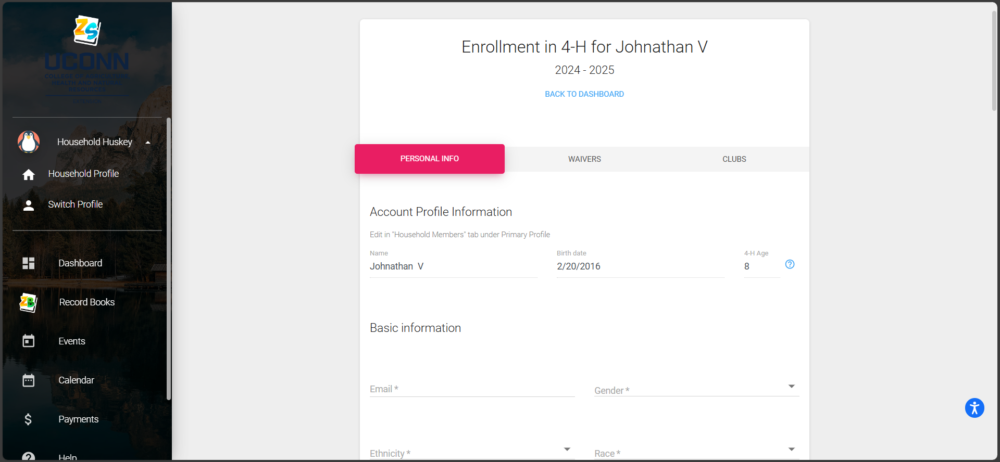 ZS
UCONN
COLLEGE OF AGRICULTURE,
HEALTH AND NATURAL
RESOURCES
EXTENSION
Household Huskey
Household Profile
Switch Profile
Dashboard
ZB
Record Books
Events
Calendar
Payments
Help
Enrollment in 4-H for Johnathan V
2024 - 2025
BACK TO DASHBOARD
PERSONAL INFO
WAIVERS
CLUBS
Account Profile Information
Edit in "Household Members" tab under Primary Profile
Name
Birth date
4-H Age
Johnathan  V
2/20/2016
8
Basic information
Email *
Gender *
Ethnicity *
Race *